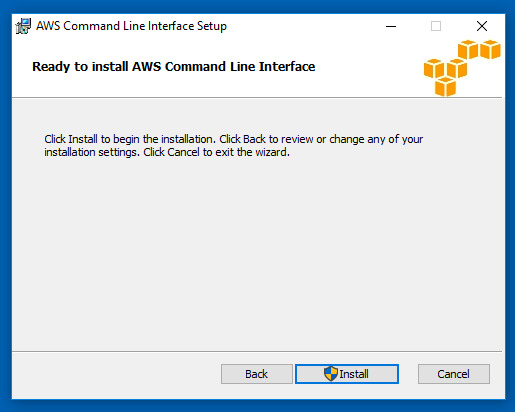 AWS Command Line Interface Setup
Ready to install AWS Command Line Interface
Click Install to begin the installation. Click Back to review or change any of your
installation settings. Click Cancel to exit the wizard.
Back Install Cancel